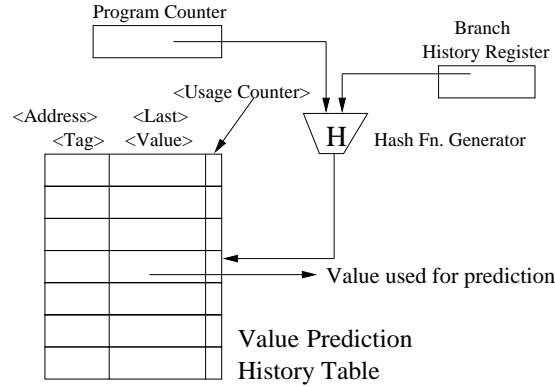 Program Counter
Branch
History Register
<Usage Counter>
<Address>
<Last>
<Tag>
<Value>
H
Hash Fn. Generator
Value used for prediction
Value Prediction
History Table